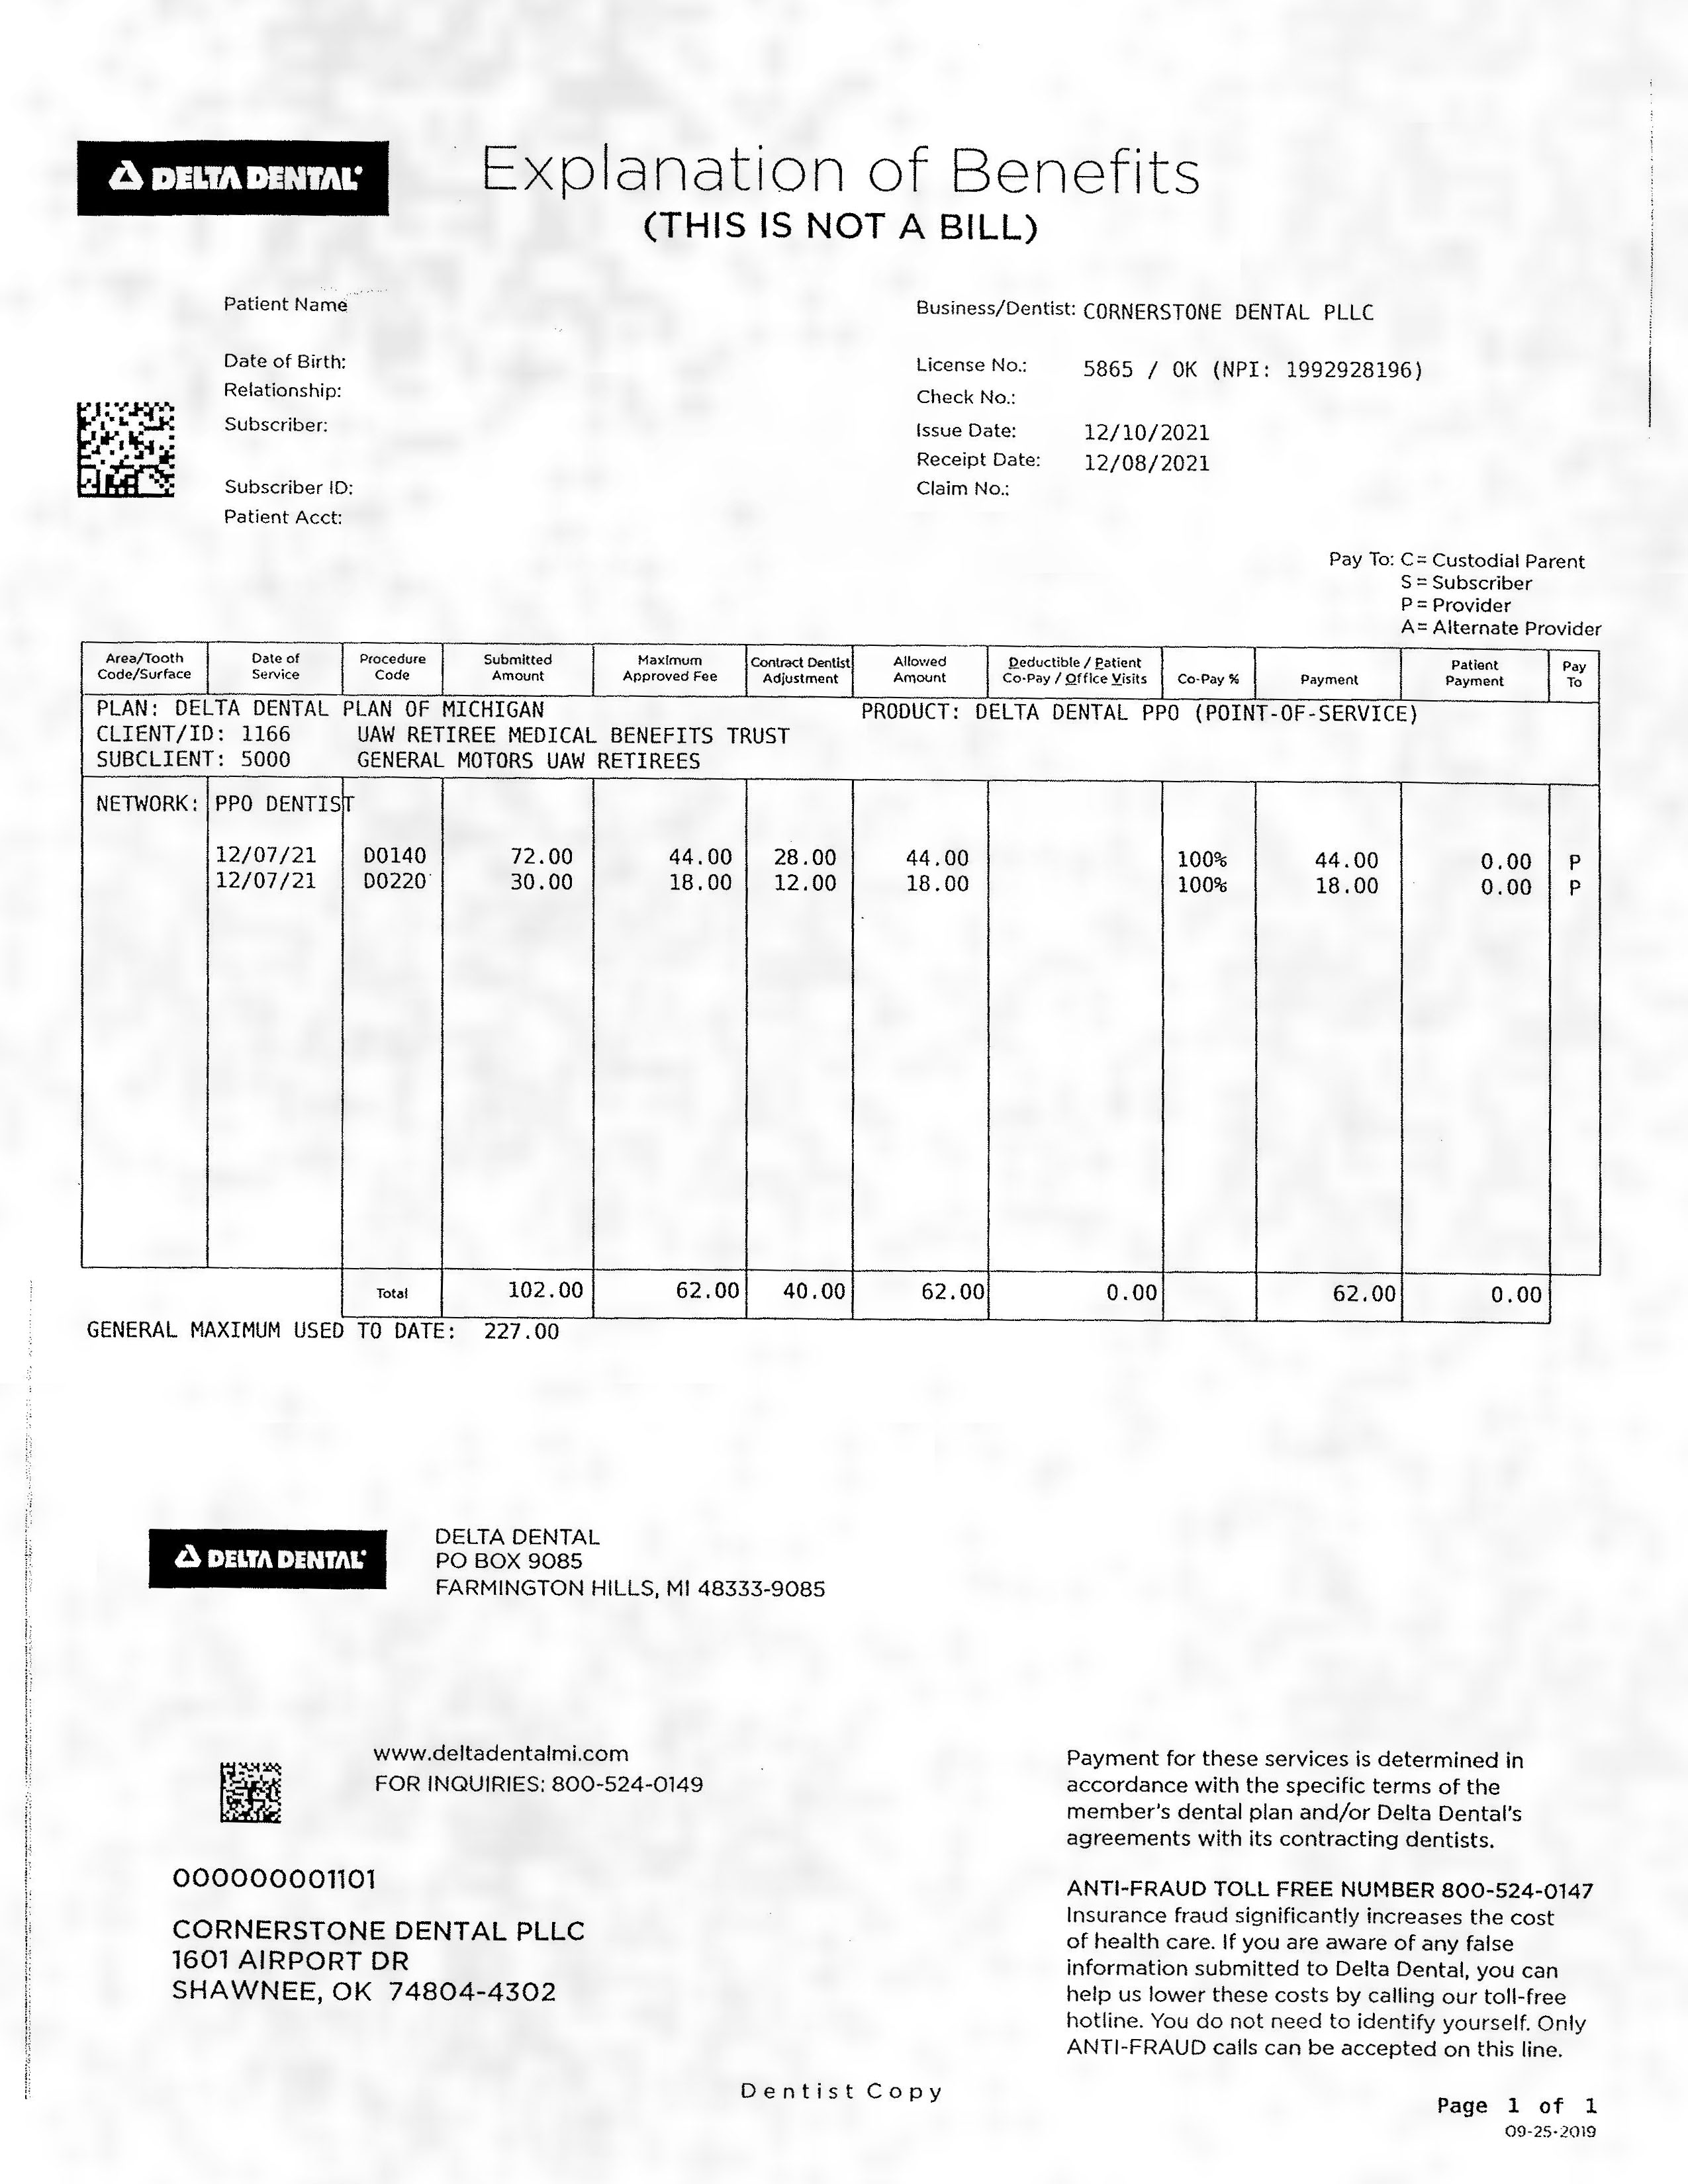 DELTA DENTAL
Explanation of Benefits
(THIS IS NOT A BILL)
Patient Name
Date of Birth:
Relationship:
Subscriber:
Subscriber ID:
Patient Acct:
Business/Dentist: CORNERSTONE DENTAL PLLC
License No.: 5865 / OK (NPI: 1992928196)
Check No.:
Issue Date: 12/10/2021
Receipt Date: 12/08/2021
Claim No.:
Pay To: C = Custodial Parent
S = Subscriber
P = Provider
A = Alternate Provider
Area/Tooth Code/Surface Date of Service Procedure Code Submitted Amount Maximum Approved Fee Contract Dentist Adjustment Allowed Amount Deductible / Patient Co-Pay / Office Visits Co-Pay % Payment Patient Payment Pay To
PLAN: DELTA DENTAL PLAN OF MICHIGAN PRODUCT: DELTA DENTAL PPO (POINT-OF-SERVICE)
CLIENT/ID: 1166 UAW RETIREE MEDICAL BENEFITS TRUST
SUBCLIENT: 5000 GENERAL MOTORS UAW RETIREES
NETWORK: PPO DENTIST
12/07/21 D0140 72.00 44.00 28.00 44.00 100% 44.00 0.00 P
12/07/21 D0220 30.00 18.00 12.00 18.00 100% 18.00 0.00 P
Total 102.00 62.00 40.00 62.00 0.00 62.00 0.00
GENERAL MAXIMUM USED TO DATE: 227.00
DELTA DENTAL
DELTA DENTAL
PO BOX 9085
FARMINGTON HILLS, MI 48333-9085
www.deltadentalmi.com
FOR INQUIRIES: 800-524-0149
000000001101
CORNERSTONE DENTAL PLLC
1601 AIRPORT DR
SHAWNEE, OK 74804-4302
Payment for these services is determined in
accordance with the specific terms of the
member's dental plan and/or Delta Dental's
agreements with its contracting dentists.
ANTI-FRAUD TOLL FREE NUMBER 800-524-0147
Insurance fraud significantly increases the cost
of health care. If you are aware of any false
information submitted to Delta Dental, you can
help us lower these costs by calling our toll-free
hotline. You do not need to identify yourself. Only
ANTI-FRAUD calls can be accepted on this line.
Dentist Copy
Page 1 of 1
09-25-2019